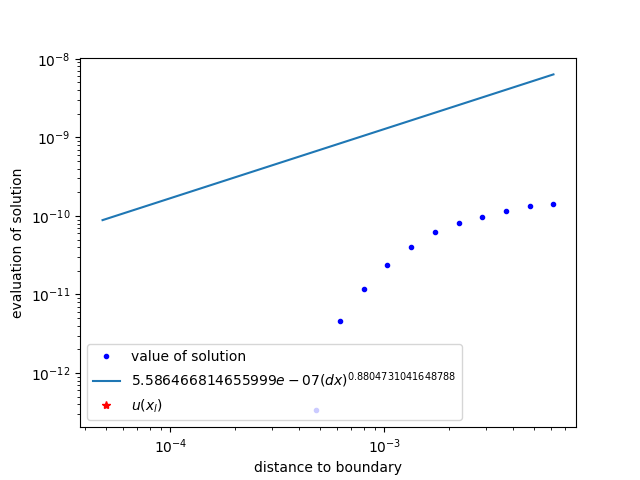 10⁻⁸
10⁻⁹
10⁻¹⁰
10⁻¹¹
10⁻¹²
evaluation of solution
value of solution
5.586466814655999e − 07(dx)^0.8804731041648788
u(x_I)
10⁻⁴
10⁻³
distance to boundary